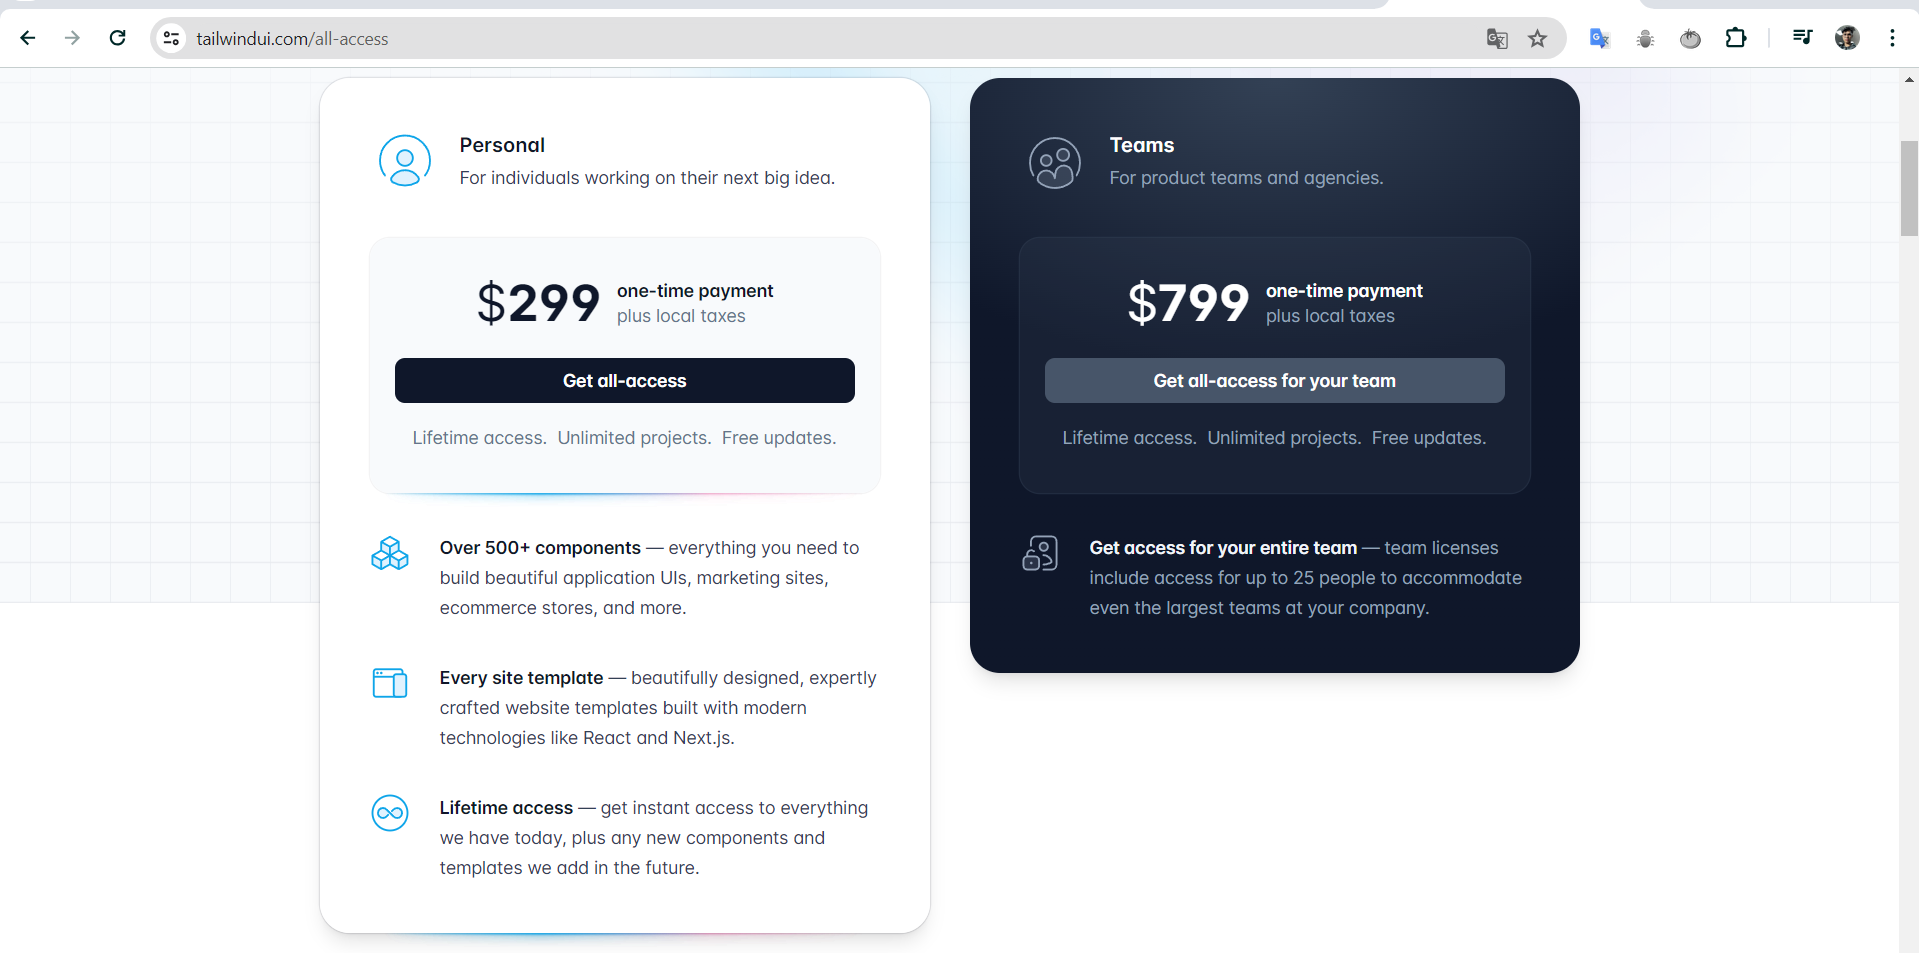 tailwindui.com/all-access
Personal
For individuals working on their next big idea.
$299
one-time payment
plus local taxes
Get all-access
Lifetime access. Unlimited projects. Free updates.
Over 500+ components — everything you need to
build beautiful application UIs, marketing sites,
ecommerce stores, and more.
Every site template — beautifully designed, expertly
crafted website templates built with modern
technologies like React and Next.js.
Lifetime access — get instant access to everything
we have today, plus any new components and
templates we add in the future.
Teams
For product teams and agencies.
$799
one-time payment
plus local taxes
Get all-access for your team
Lifetime access. Unlimited projects. Free updates.
Get access for your entire team — team licenses
include access for up to 25 people to accommodate
even the largest teams at your company.